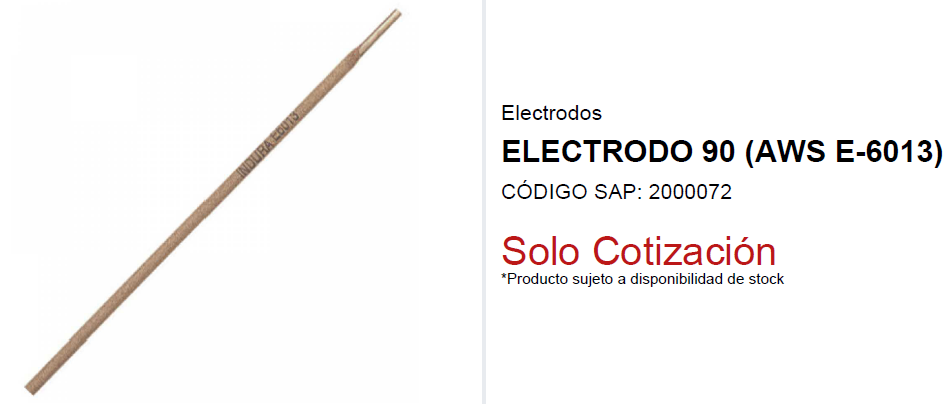 INDURA E6013
Electrodos
ELECTRODO 90 (AWS E-6013)
CÓDIGO SAP: 2000072
Solo Cotización
*Producto sujeto a disponibilidad de stock